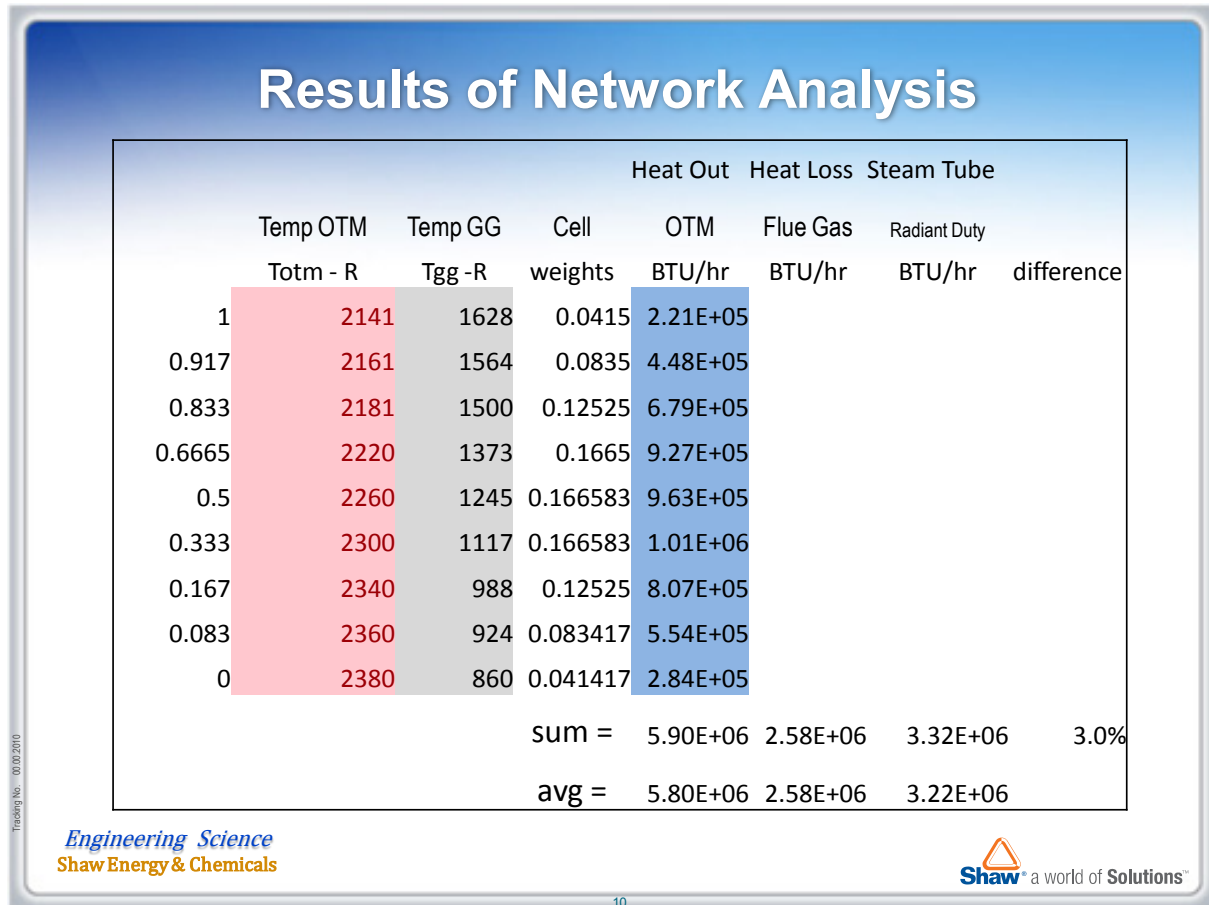 Results of Network Analysis
Heat Out Heat Loss Steam Tube
Temp OTM Temp GG Cell OTM Flue Gas Radiant Duty
Totm - R Tgg -R weights BTU/hr BTU/hr BTU/hr difference
1 2141 1628 0.0415 2.21E+05
0.917 2161 1564 0.0835 4.48E+05
0.833 2181 1500 0.12525 6.79E+05
0.6665 2220 1373 0.1665 9.27E+05
0.5 2260 1245 0.166583 9.63E+05
0.333 2300 1117 0.166583 1.01E+06
0.167 2340 988 0.12525 8.07E+05
0.083 2360 924 0.083417 5.54E+05
0 2380 860 0.041417 2.84E+05
sum = 5.90E+06 2.58E+06 3.32E+06 3.0%
avg = 5.80E+06 2.58E+06 3.22E+06
Tracking No. 00.00.2010
Engineering Science
Shaw Energy & Chemicals
Shaw® a world of Solutions™
10